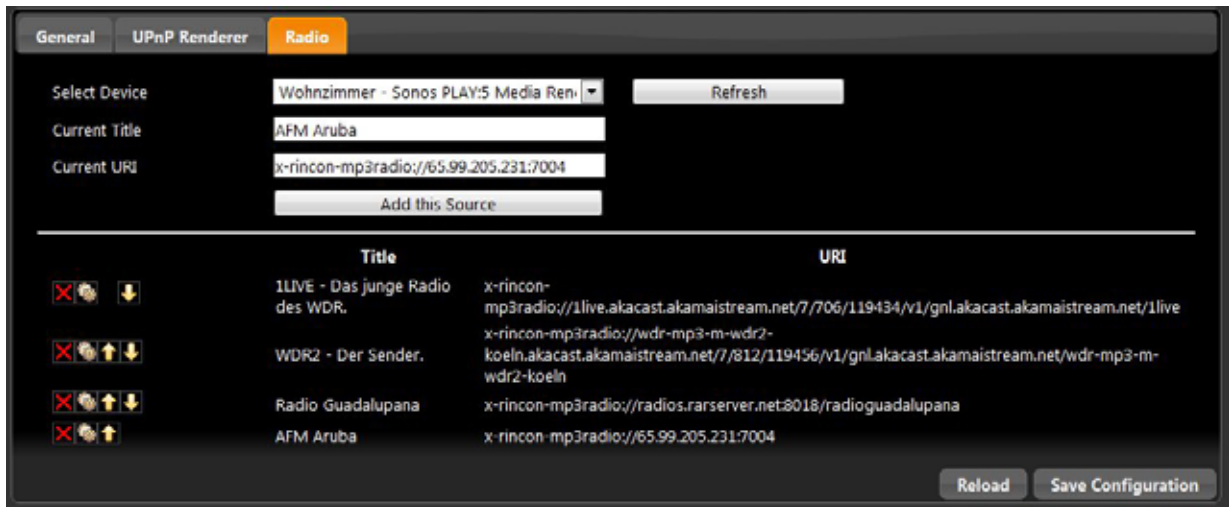 General UPnP Renderer Radio
Select Device Wohnzimmer - Sonos PLAY:5 Media Ren Refresh
Current Title AFM Aruba
Current URI x-rincon-mp3radio://65.99.205.231:7004
Add this Source
Title URI
1LIVE - Das junge Radio
des WDR.
x-rincon-
mp3radio://1live.akacast.akamaistream.net/7/706/119434/v1/gnl.akacast.akamaistream.net/1live
WDR2 - Der Sender.
x-rincon-mp3radio://wdr-mp3-m-wdr2-
koeln.akacast.akamaistream.net/7/812/119456/v1/gnl.akacast.akamaistream.net/wdr-mp3-m-
wdr2-koeln
Radio Guadalupana x-rincon-mp3radio://radios.rarserver.net:8018/radioguadalupana
AFM Aruba x-rincon-mp3radio://65.99.205.231:7004
Reload Save Configuration